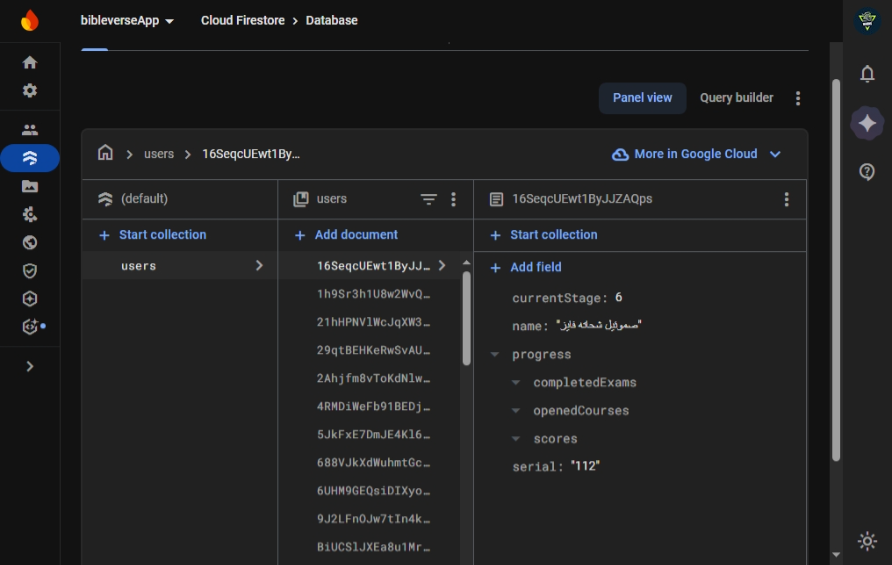 bibleverseApp
Cloud Firestore > Database
Panel view
Query builder
users
16SeqcUEwt1By…
More in Google Cloud
(default)
users
16SeqcUEwt1ByJJZAQps
+ Start collection
+ Add document
+ Start collection
users
16SeqcUEwt1ByJJ…
+ Add field
1h9Sr3h1U8w2WvQ…
currentStage: 6
21hHPNVlWcJqXW3…
name: "صموئيل شحاته فايز"
29qtBEHKeRwSvAU…
progress
2Ahjfm8vToKdNlw…
completedExams
4RMDiWeFb91BEDj…
openedCourses
5JkFxE7DmJE4Kl6…
scores
688VJkXdWuhmtGc…
serial: "112"
6UHM9GEQsiDIXyo…
9J2LFnOJw7tIn4k…
BiUCSlJXEa8u1Mr…